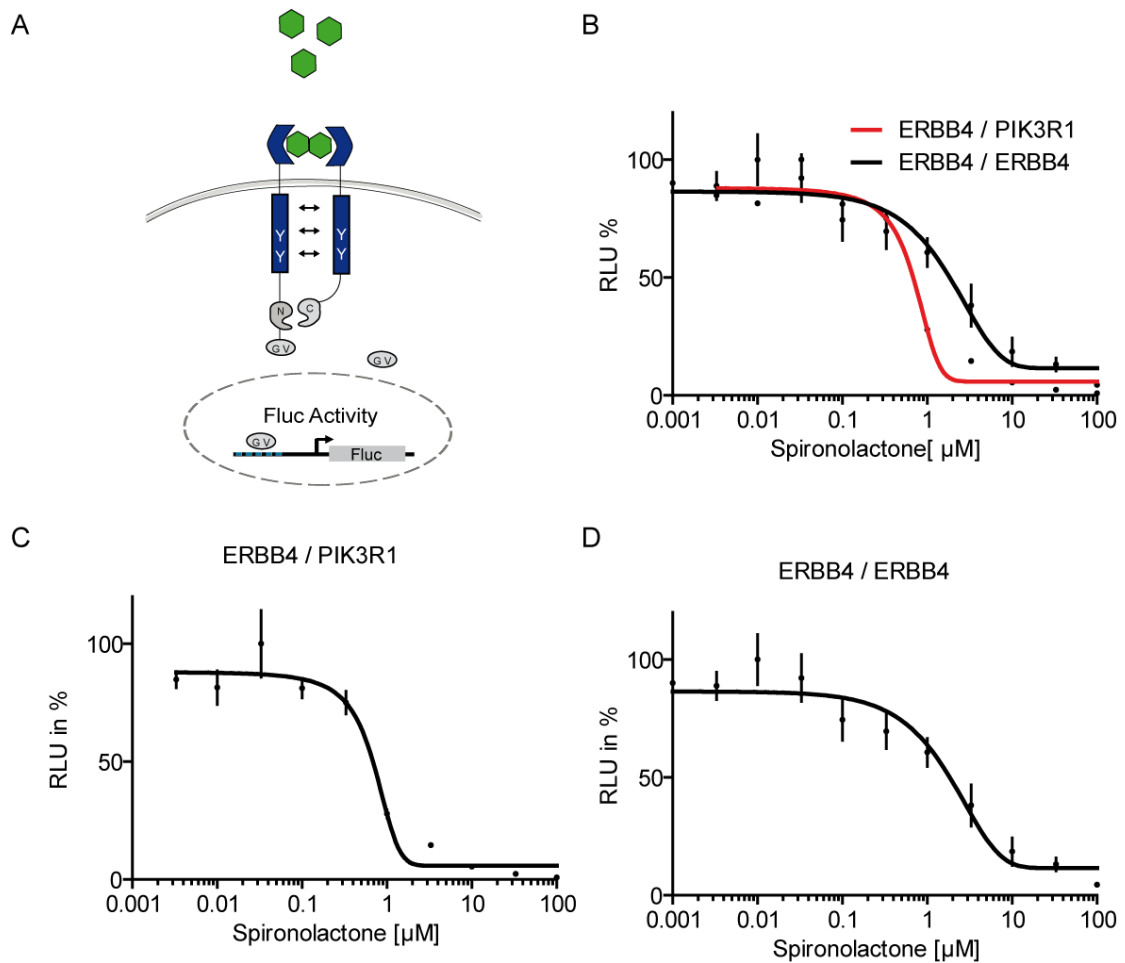 A
Y Y
Y Y
N C
G V
G V
Fluc Activity
G V
Fluc
B
ERBB4 / PIK3R1
ERBB4 / ERBB4
RLU %
100
50
0
0.001 0.01 0.1 1 10 100
Spironolactone[ µM]
C
ERBB4 / PIK3R1
RLU in %
100
50
0
0.001 0.01 0.1 1 10 100
Spironolactone [µM]
D
ERBB4 / ERBB4
RLU in %
100
50
0
0.001 0.01 0.1 1 10 100
Spironolactone [µM]